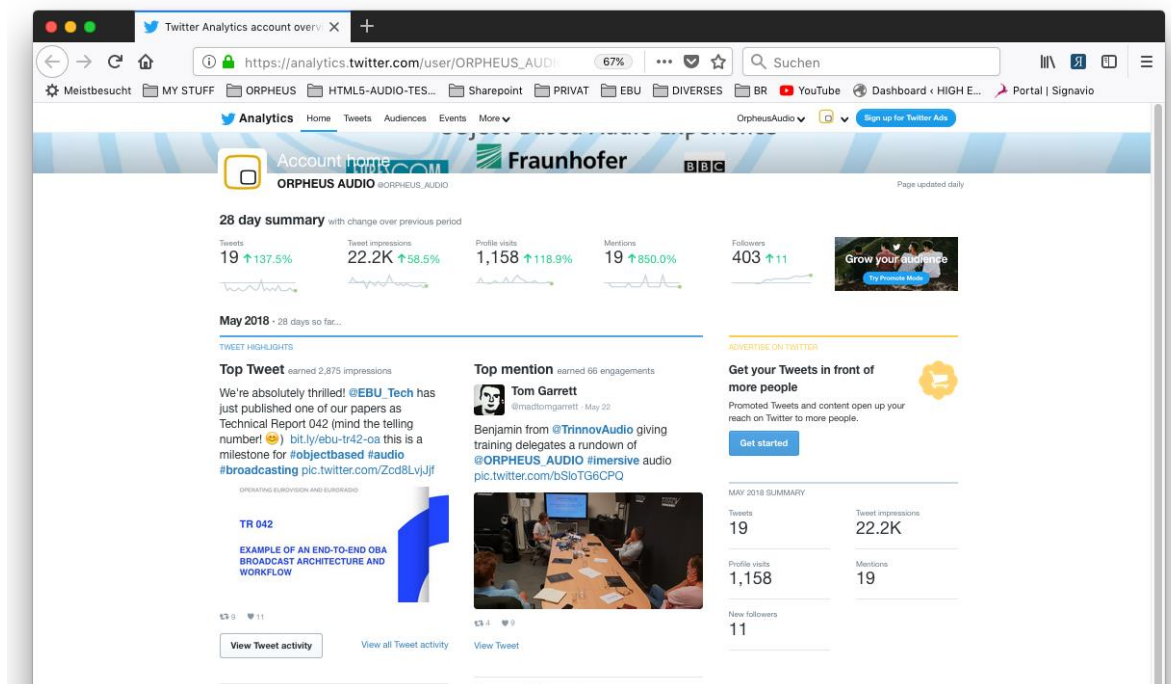 Twitter Analytics account overvi
https://analytics.twitter.com/user/ORPHEUS_AUDI
67%
Suchen
Meistbesucht MY STUFF ORPHEUS HTML5-AUDIO-TES... Sharepoint PRIVAT EBU DIVERSES BR YouTube Dashboard ‹ HIGH E... Portal | Signavio
Analytics Home Tweets Audiences Events More
OrpheusAudio Sign up for Twitter Ads
Account home
Fraunhofer
BBC
ORPHEUS AUDIO @ORPHEUS_AUDIO
Page updated daily
28 day summary with change over previous period
Tweets
19 ↑137.5%
Tweet impressions
22.2K ↑58.5%
Profile visits
1,158 ↑118.9%
Mentions
19 ↑850.0%
Followers
403 ↑11
Grow your audience
Try Promote Mode
May 2018 • 28 days so far...
TWEET HIGHLIGHTS
Top Tweet earned 2,875 impressions
We're absolutely thrilled! @EBU_Tech has
just published one of our papers as
Technical Report 042 (mind the telling
number! 😊) bit.ly/ebu-tr42-oa this is a
milestone for #objectbased #audio
#broadcasting pic.twitter.com/Zcd8LvjJjf
OPERATING EUROVISION AND EURORADIO
TR 042
EXAMPLE OF AN END-TO-END OBA
BROADCAST ARCHITECTURE AND
WORKFLOW
9 11
View Tweet activity
View all Tweet activity
Top mention earned 66 engagements
Tom Garrett
@madtomgarrett · May 22
Benjamin from @TrinnovAudio giving
training delegates a rundown of
@ORPHEUS_AUDIO #imersive audio
pic.twitter.com/bSloTG6CPQ
4 9
View Tweet
ADVERTISE ON TWITTER
Get your Tweets in front of
more people
Promoted Tweets and content open up your
reach on Twitter to more people.
Get started
MAY 2018 SUMMARY
Tweets
19
Tweet impressions
22.2K
Profile visits
1,158
Mentions
19
New followers
11